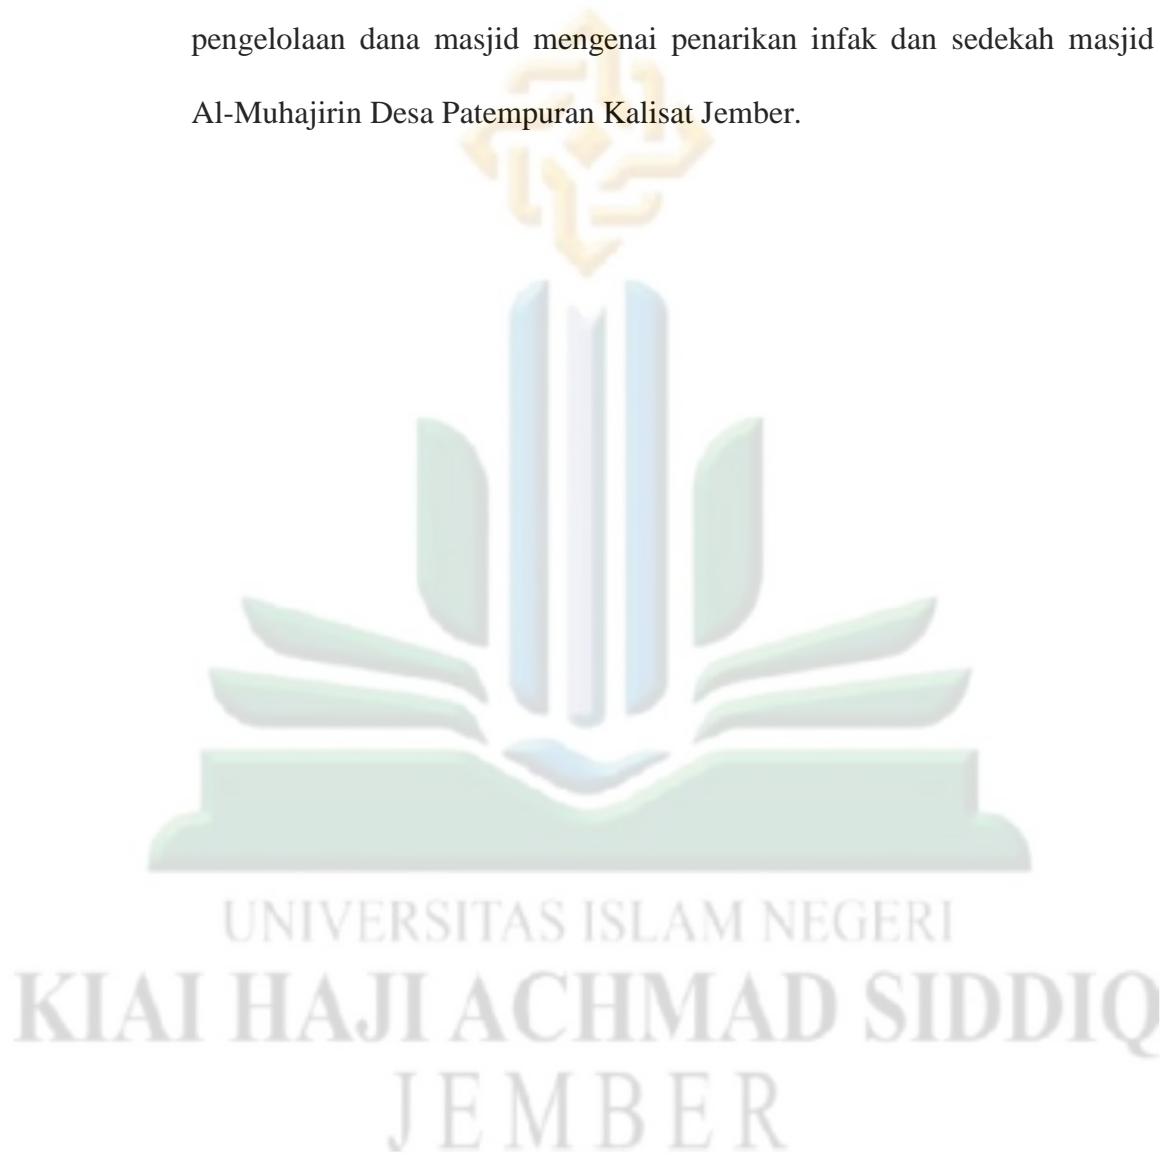 pengelolaan dana masjid mengenai penarikan infak dan sedekah masjid
Al-Muhajirin Desa Patempuran Kalisat Jember.
UNIVERSITAS ISLAM NEGERI
KIAI HAJI ACHMAD SIDDIQ
JEMBER